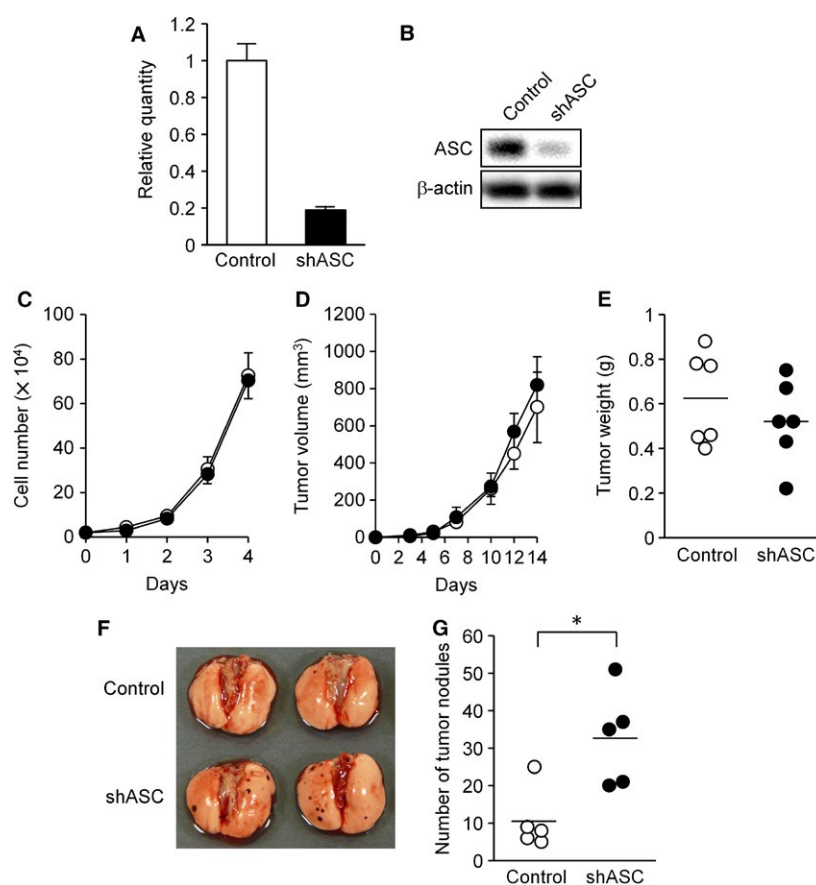 A
Relative quantity
1.2
1
0.8
0.6
0.4
0.2
0
Control shASC
B
Control shASC
ASC
β-actin
C
Cell number (× 10⁴)
100
80
60
40
20
0
0 1 2 3 4
Days
D
Tumor volume (mm³)
1200
1000
800
600
400
200
0
0 2 4 6 8 10 12 14
Days
E
Tumor weight (g)
1
0.8
0.6
0.4
0.2
0
Control shASC
F
Control
shASC
G
Number of tumor nodules
60
50
40
30
20
10
0
*
Control shASC